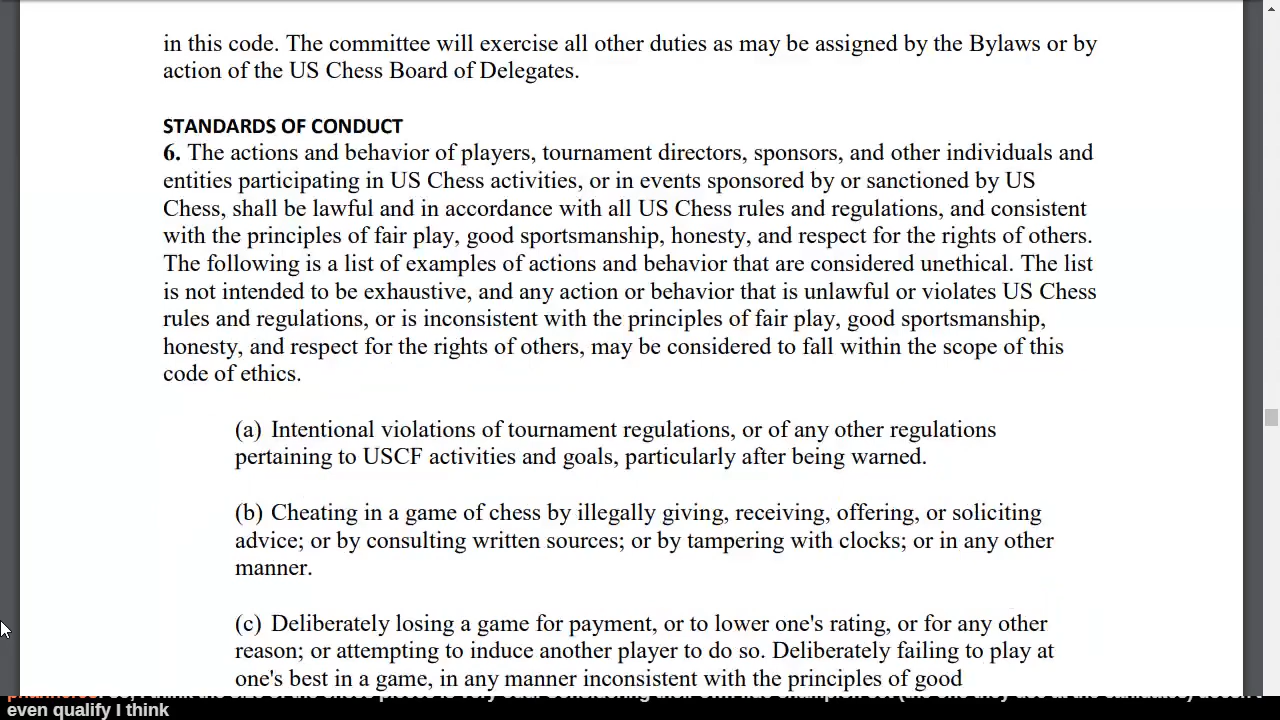 in this code. The committee will exercise all other duties as may be assigned by the Bylaws or by
action of the US Chess Board of Delegates.
STANDARDS OF CONDUCT
6. The actions and behavior of players, tournament directors, sponsors, and other individuals and
entities participating in US Chess activities, or in events sponsored by or sanctioned by US
Chess, shall be lawful and in accordance with all US Chess rules and regulations, and consistent
with the principles of fair play, good sportsmanship, honesty, and respect for the rights of others.
The following is a list of examples of actions and behavior that are considered unethical. The list
is not intended to be exhaustive, and any action or behavior that is unlawful or violates US Chess
rules and regulations, or is inconsistent with the principles of fair play, good sportsmanship,
honesty, and respect for the rights of others, may be considered to fall within the scope of this
code of ethics.
(a) Intentional violations of tournament regulations, or of any other regulations
pertaining to USCF activities and goals, particularly after being warned.
(b) Cheating in a game of chess by illegally giving, receiving, offering, or soliciting
advice; or by consulting written sources; or by tampering with clocks; or in any other
manner.
(c) Deliberately losing a game for payment, or to lower one's rating, or for any other
reason; or attempting to induce another player to do so. Deliberately failing to play at
one's best in a game, in any manner inconsistent with the principles of good
even qualify I think